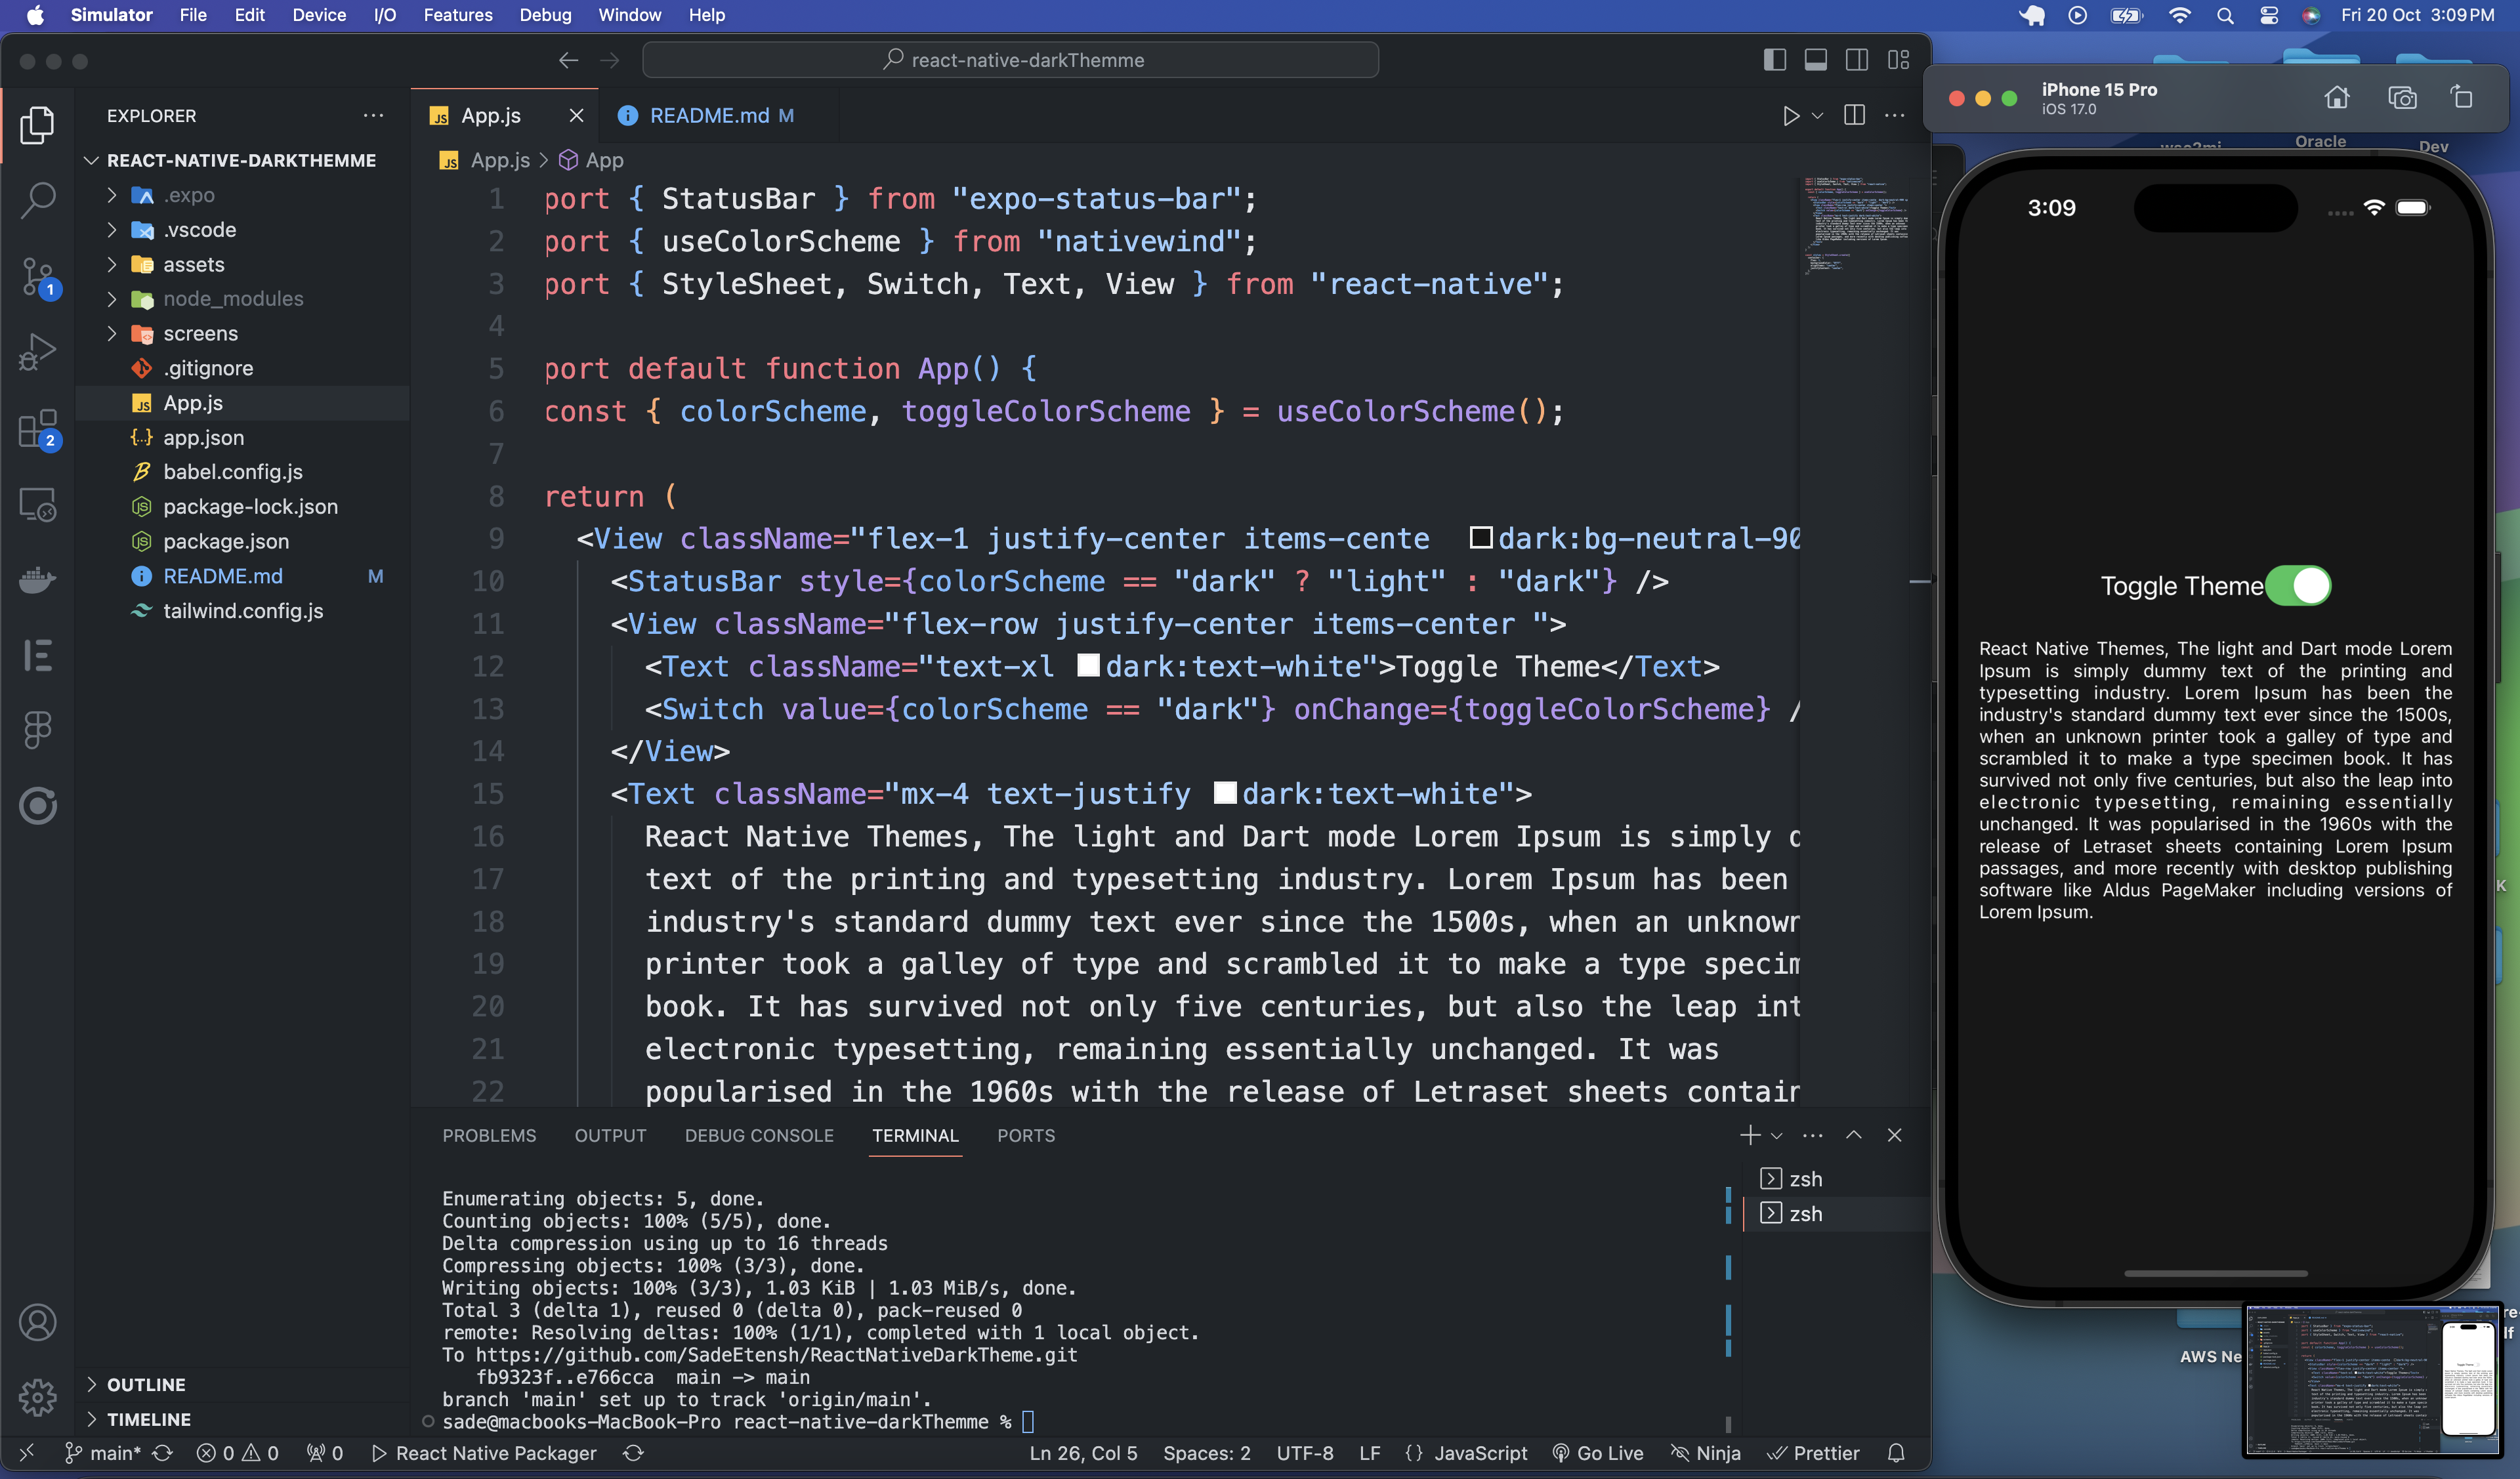 Simulator File Edit Device I/O Features Debug Window Help Fri 20 Oct 3:09 PM
react-native-darkThemme
EXPLORER
REACT-NATIVE-DARKTHEMME
.expo
.vscode
assets
node_modules
screens
.gitignore
App.js
app.json
babel.config.js
package-lock.json
package.json
README.md M
tailwind.config.js
OUTLINE
TIMELINE
1
2
App.js
README.md M
App.js > App
1 port { StatusBar } from "expo-status-bar";
2 port { useColorScheme } from "nativewind";
3 port { StyleSheet, Switch, Text, View } from "react-native";
4
5 port default function App() {
6 const { colorScheme, toggleColorScheme } = useColorScheme();
7
8 return (
9 <View className="flex-1 justify-center items-cente dark:bg-neutral-90
10 <StatusBar style={colorScheme == "dark" ? "light" : "dark"} />
11 <View className="flex-row justify-center items-center ">
12 <Text className="text-xl dark:text-white">Toggle Theme</Text>
13 <Switch value={colorScheme == "dark"} onChange={toggleColorScheme} /
14 </View>
15 <Text className="mx-4 text-justify dark:text-white">
16 React Native Themes, The light and Dart mode Lorem Ipsum is simply d
17 text of the printing and typesetting industry. Lorem Ipsum has been
18 industry's standard dummy text ever since the 1500s, when an unknown
19 printer took a galley of type and scrambled it to make a type specim
20 book. It has survived not only five centuries, but also the leap int
21 electronic typesetting, remaining essentially unchanged. It was
22 popularised in the 1960s with the release of Letraset sheets contain
PROBLEMS OUTPUT DEBUG CONSOLE TERMINAL PORTS
Enumerating objects: 5, done.
Counting objects: 100% (5/5), done.
Delta compression using up to 16 threads
Compressing objects: 100% (3/3), done.
Writing objects: 100% (3/3), 1.03 KiB | 1.03 MiB/s, done.
Total 3 (delta 1), reused 0 (delta 0), pack-reused 0
remote: Resolving deltas: 100% (1/1), completed with 1 local object.
To https://github.com/SadeEtensh/ReactNativeDarkTheme.git
fb9323f..e766cca main -> main
branch 'main' set up to track 'origin/main'.
sade@macbooks-MacBook-Pro react-native-darkThemme %
zsh
zsh
main* 0 0 0 React Native Packager Ln 26, Col 5 Spaces: 2 UTF-8 LF {} JavaScript Go Live Ninja Prettier
iPhone 15 Pro
iOS 17.0
Oracle
Dev
3:09
Toggle Theme
React Native Themes, The light and Dart mode Lorem
Ipsum is simply dummy text of the printing and
typesetting industry. Lorem Ipsum has been the
industry's standard dummy text ever since the 1500s,
when an unknown printer took a galley of type and
scrambled it to make a type specimen book. It has
survived not only five centuries, but also the leap into
electronic typesetting, remaining essentially
unchanged. It was popularised in the 1960s with the
release of Letraset sheets containing Lorem Ipsum
passages, and more recently with desktop publishing
software like Aldus PageMaker including versions of
Lorem Ipsum.
AWS Ne